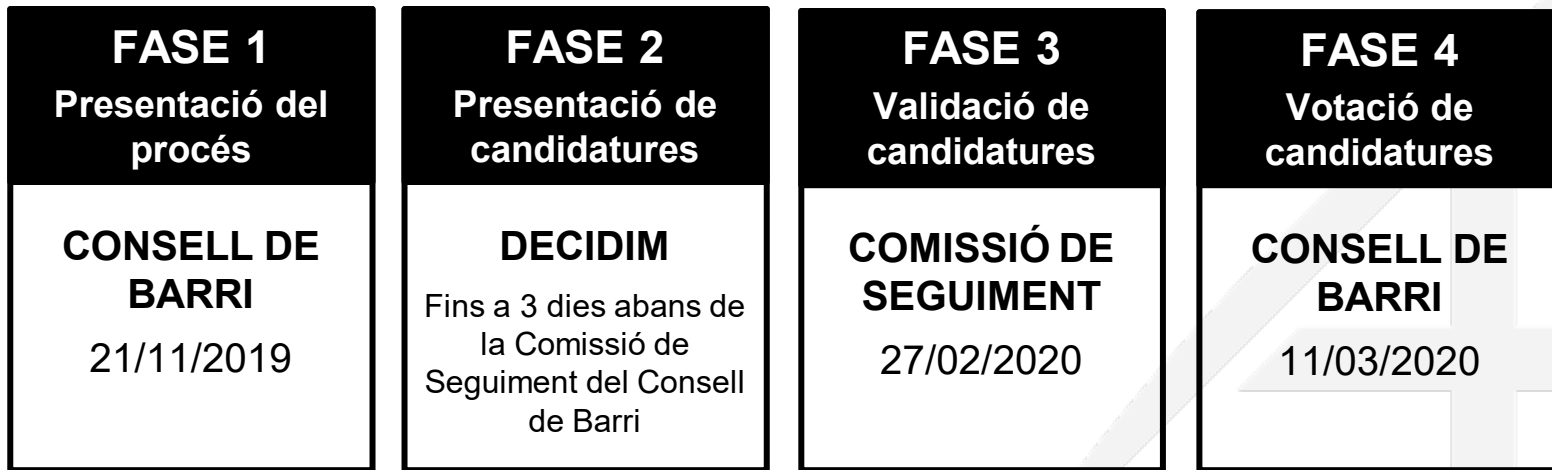 FASE 1
Presentació del
procés
CONSELL DE
BARRI
21/11/2019
FASE 2
Presentació de
candidatures
DECIDIM
Fins a 3 dies abans de
la Comissió de
Seguiment del Consell
de Barri
FASE 3
Validació de
candidatures
COMISSIÓ DE
SEGUIMENT
27/02/2020
FASE 4
Votació de
candidatures
CONSELL DE
BARRI
11/03/2020